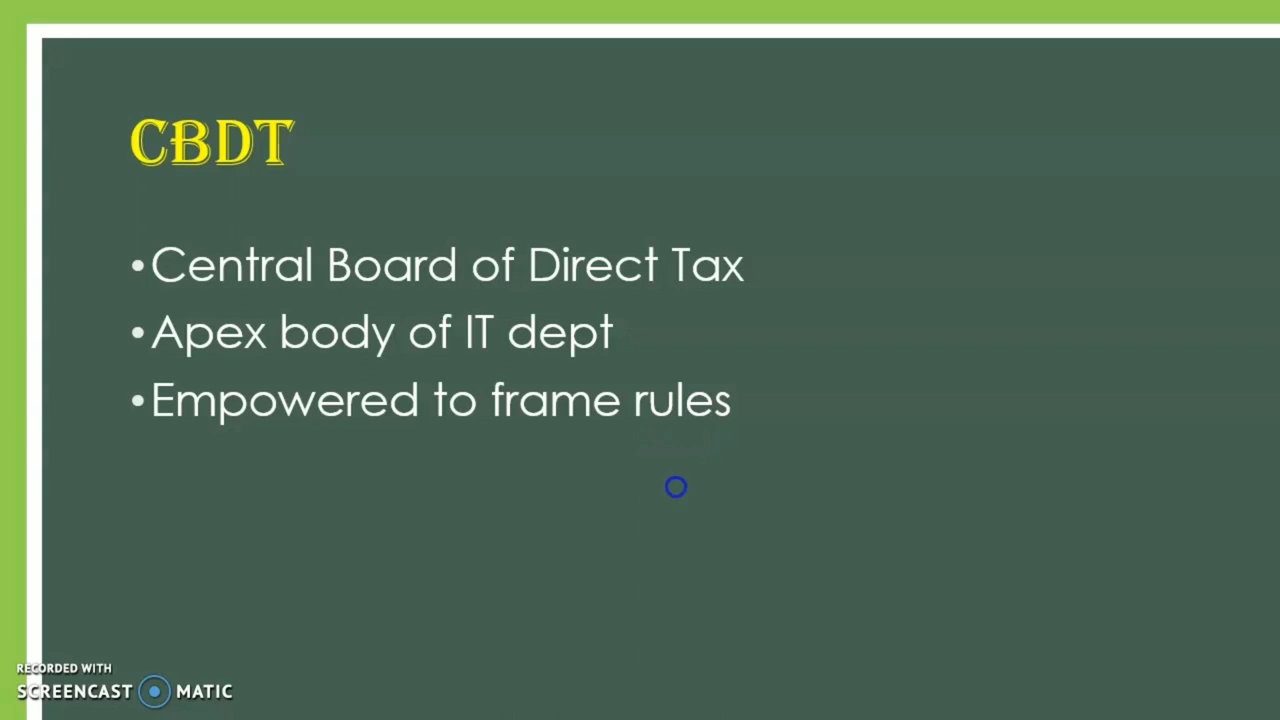 CBDT
•Central Board of Direct Tax
•Apex body of IT dept
•Empowered to frame rules
RECORDED WITH
SCREENCAST MATIC